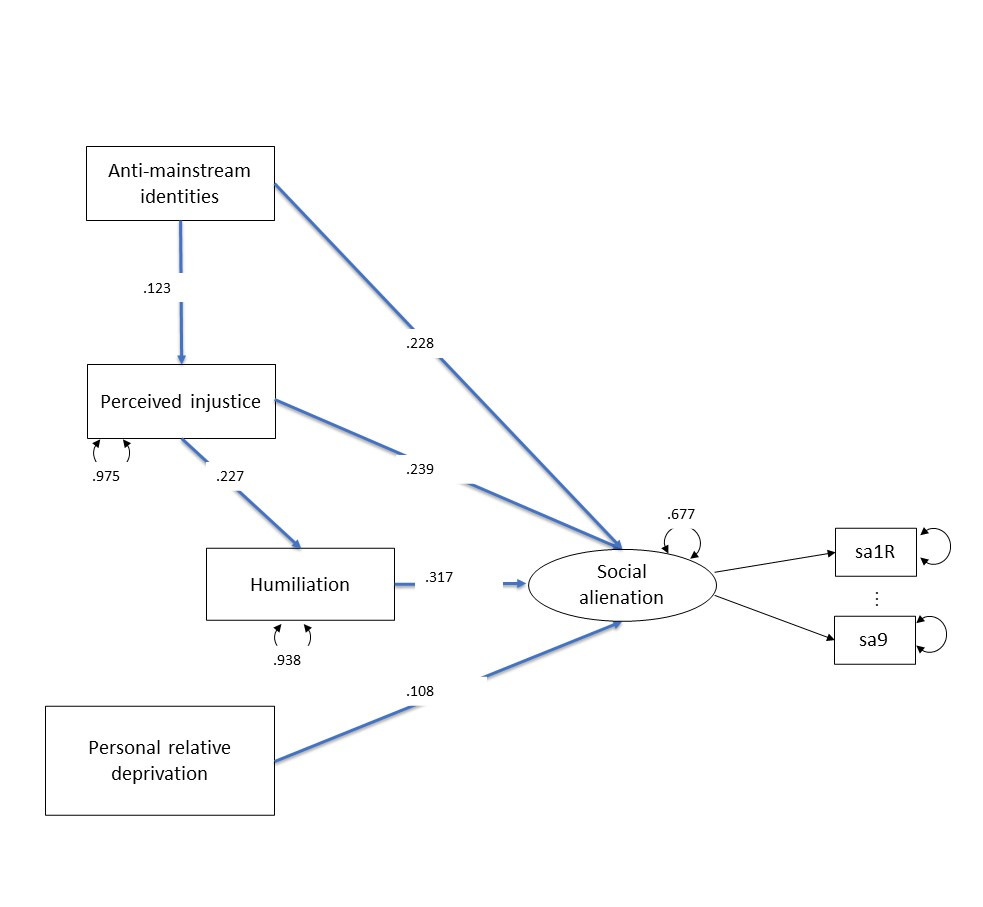 Anti-mainstream
identities
.123
.228
Perceived injustice
.975
.227
.239
.677
Humiliation
.317
Social
alienation
sa1R
⋮
sa9
.938
.108
Personal relative
deprivation